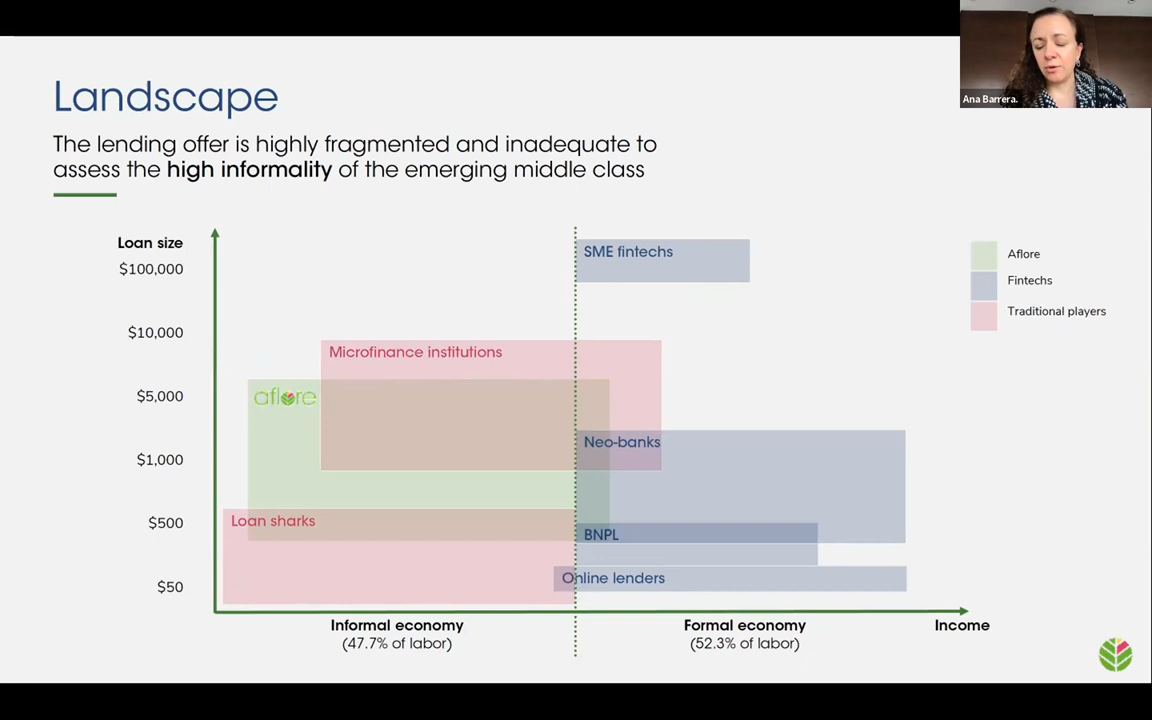 Ana Barrera.
Landscape
The lending offer is highly fragmented and inadequate to
assess the high informality of the emerging middle class
Loan size
$100,000
$10,000
$5,000
$1,000
$500
$50
SME fintechs
Microfinance institutions
aflore
Neo-banks
Loan sharks
BNPL
Online lenders
Aflore
Fintechs
Traditional players
Informal economy
(47.7% of labor)
Formal economy
(52.3% of labor)
Income